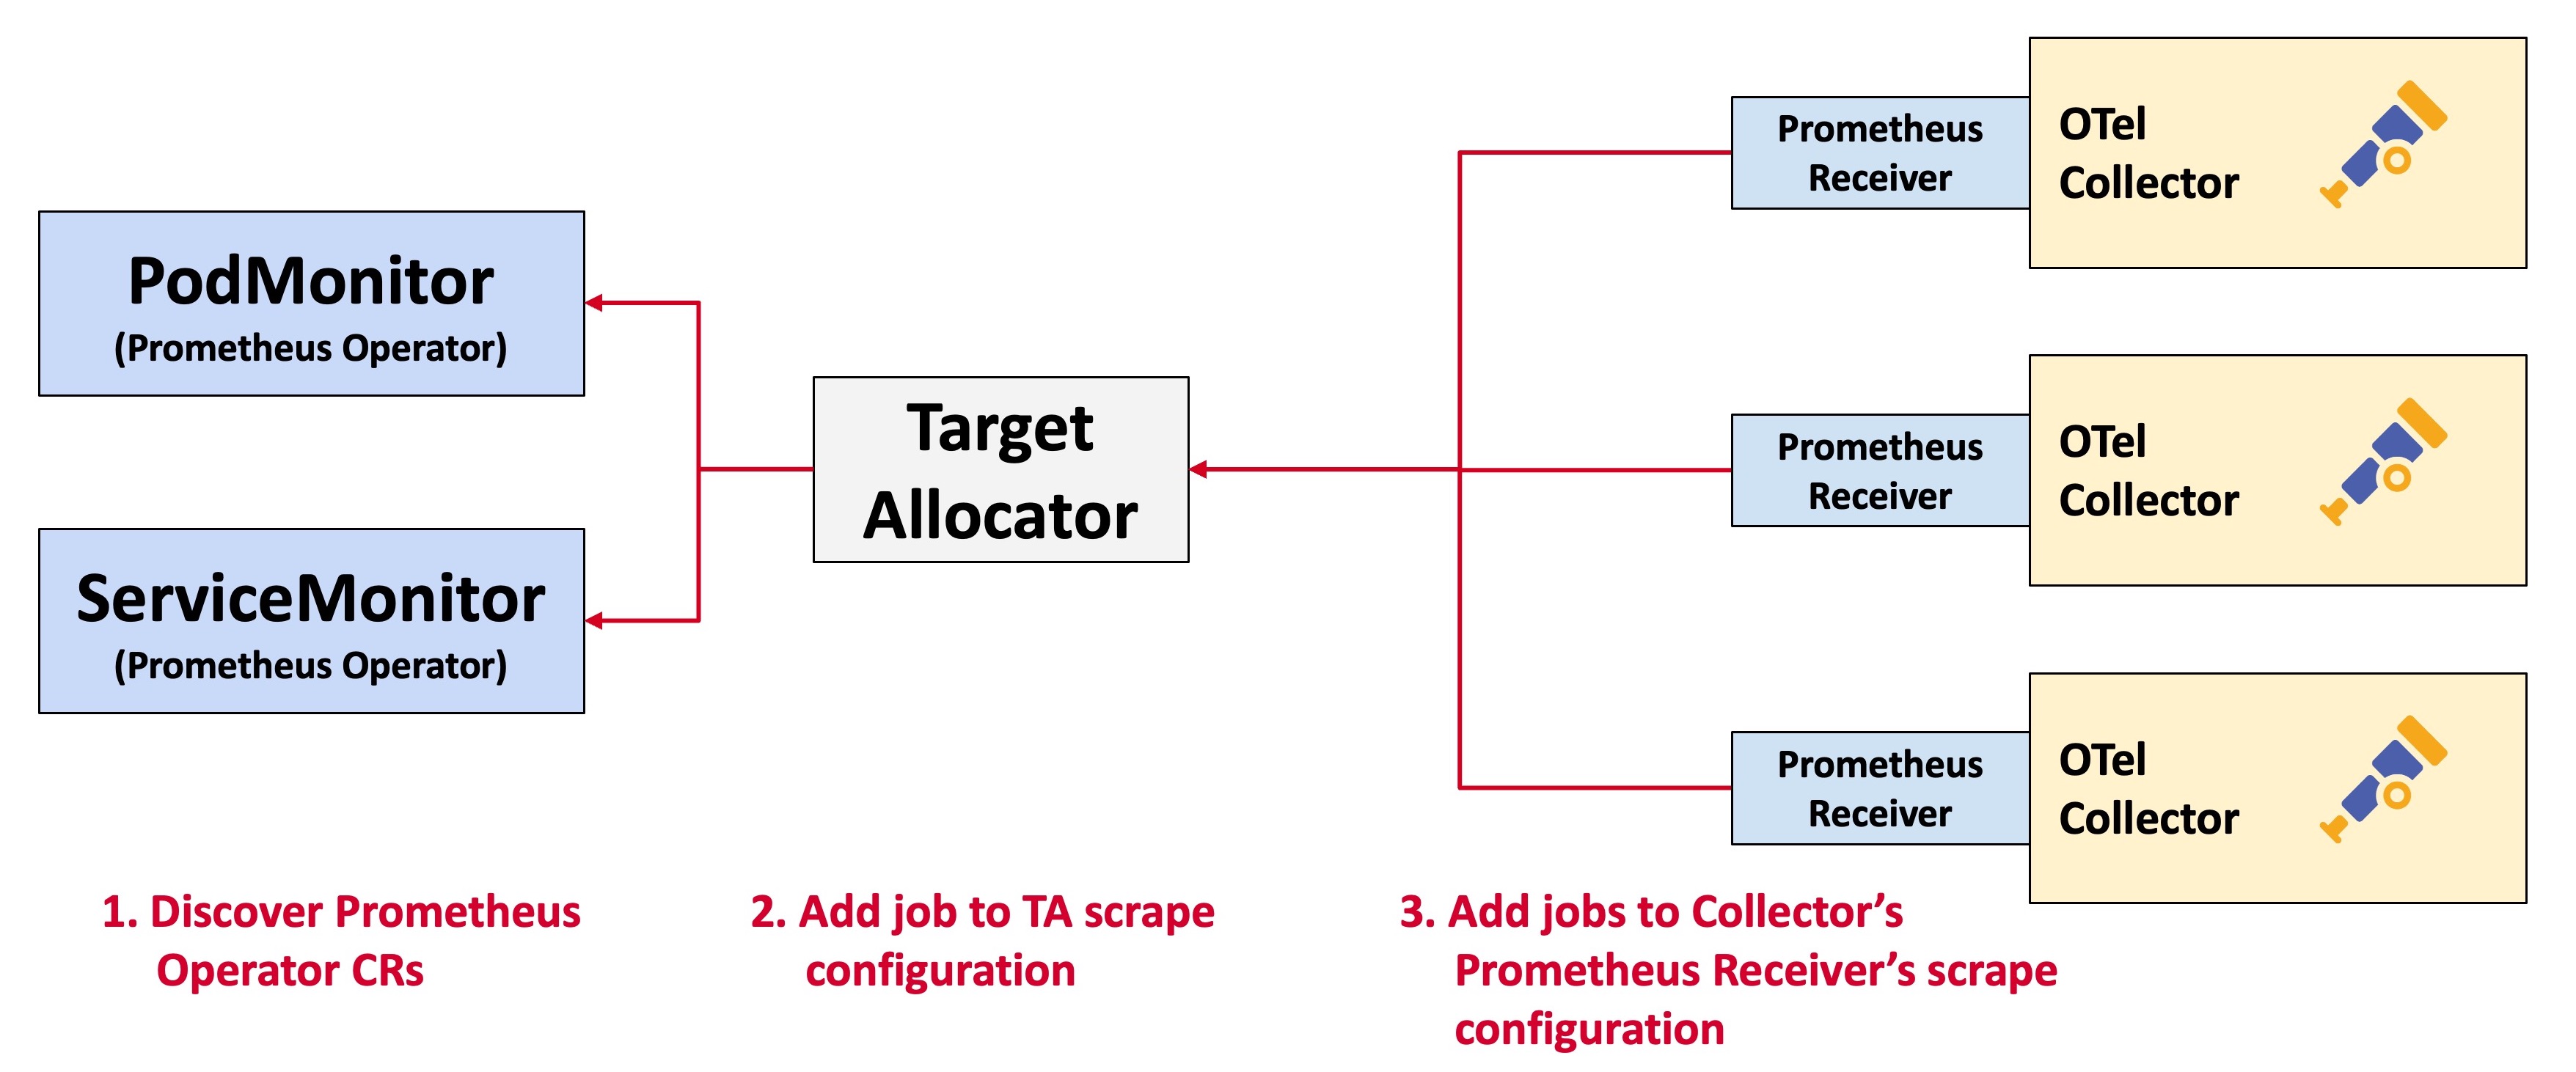 PodMonitor
(Prometheus Operator)
ServiceMonitor
(Prometheus Operator)
Target
Allocator
Prometheus
Receiver
OTel
Collector
Prometheus
Receiver
OTel
Collector
Prometheus
Receiver
OTel
Collector
1. Discover Prometheus
Operator CRs
2. Add job to TA scrape
configuration
3. Add jobs to Collector’s
Prometheus Receiver’s scrape
configuration